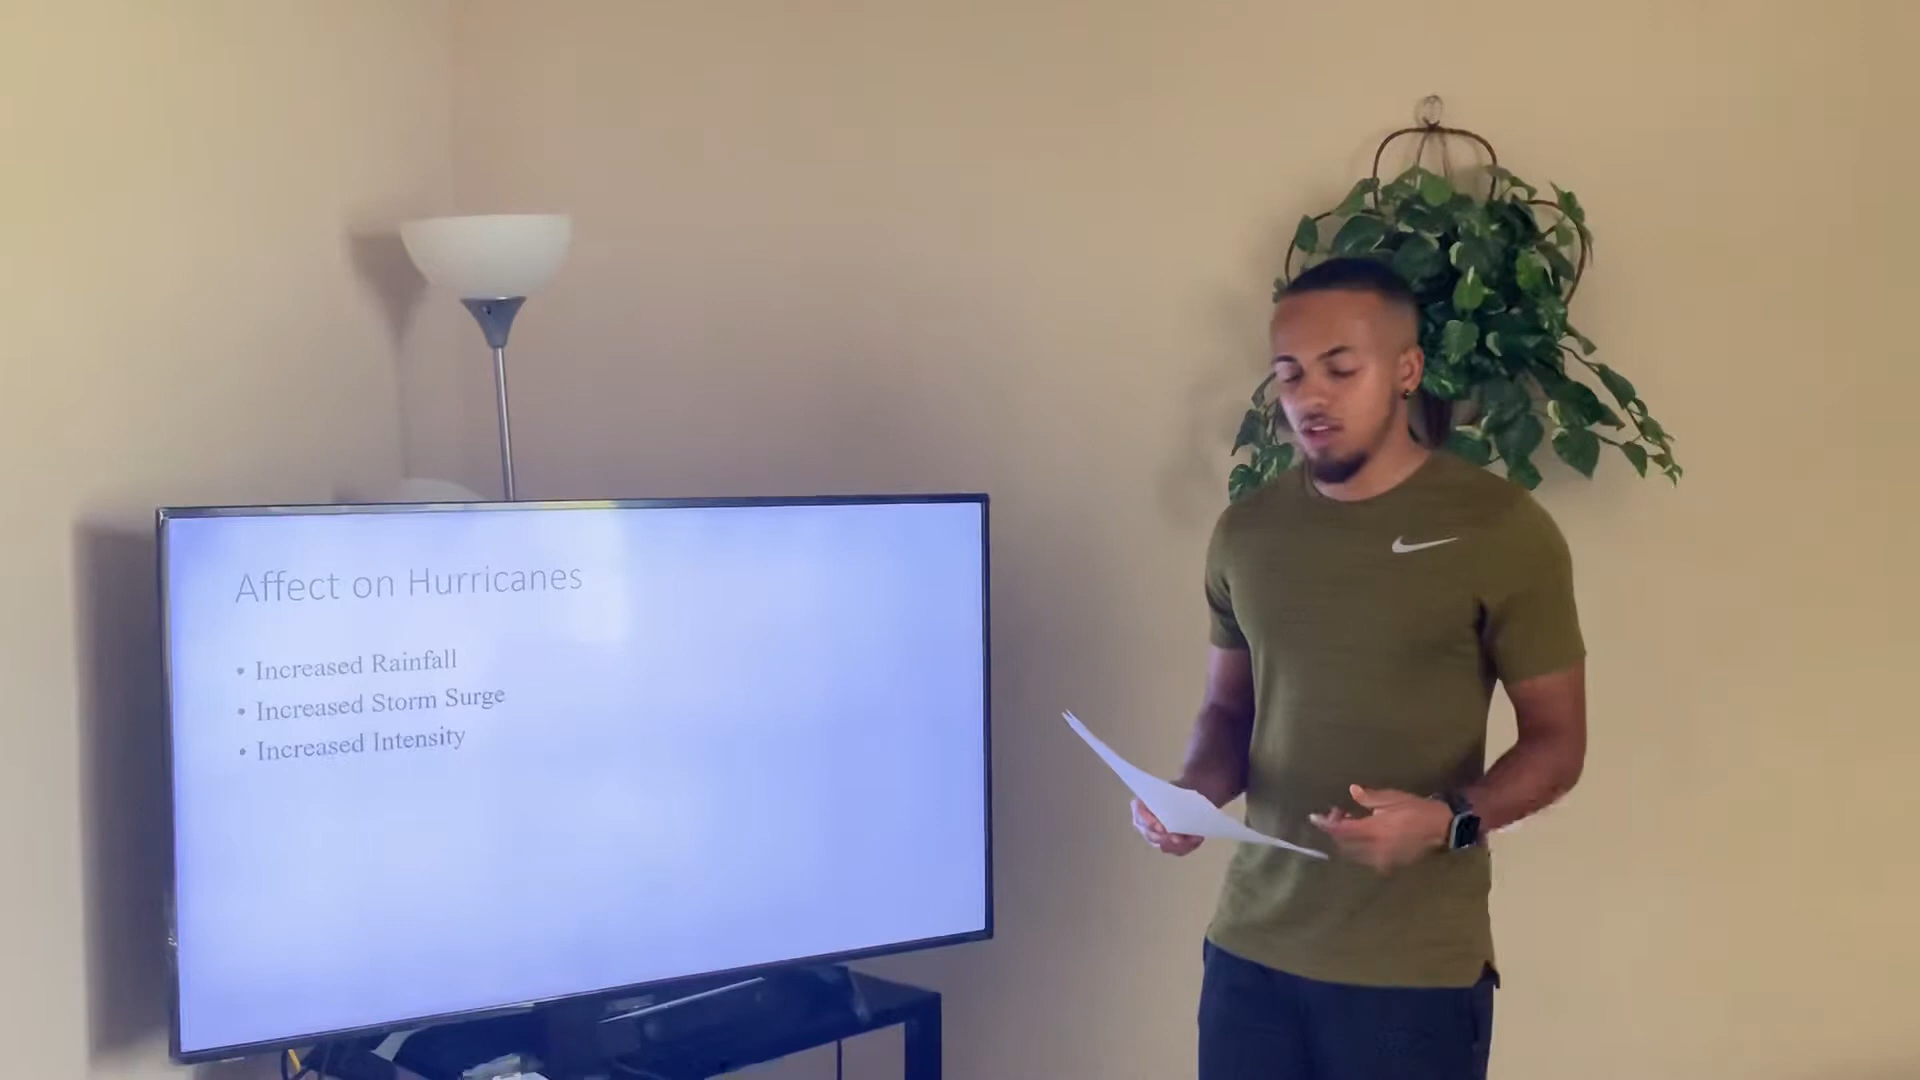 Affect on Hurricanes
• Increased Rainfall
• Increased Storm Surge
• Increased Intensity